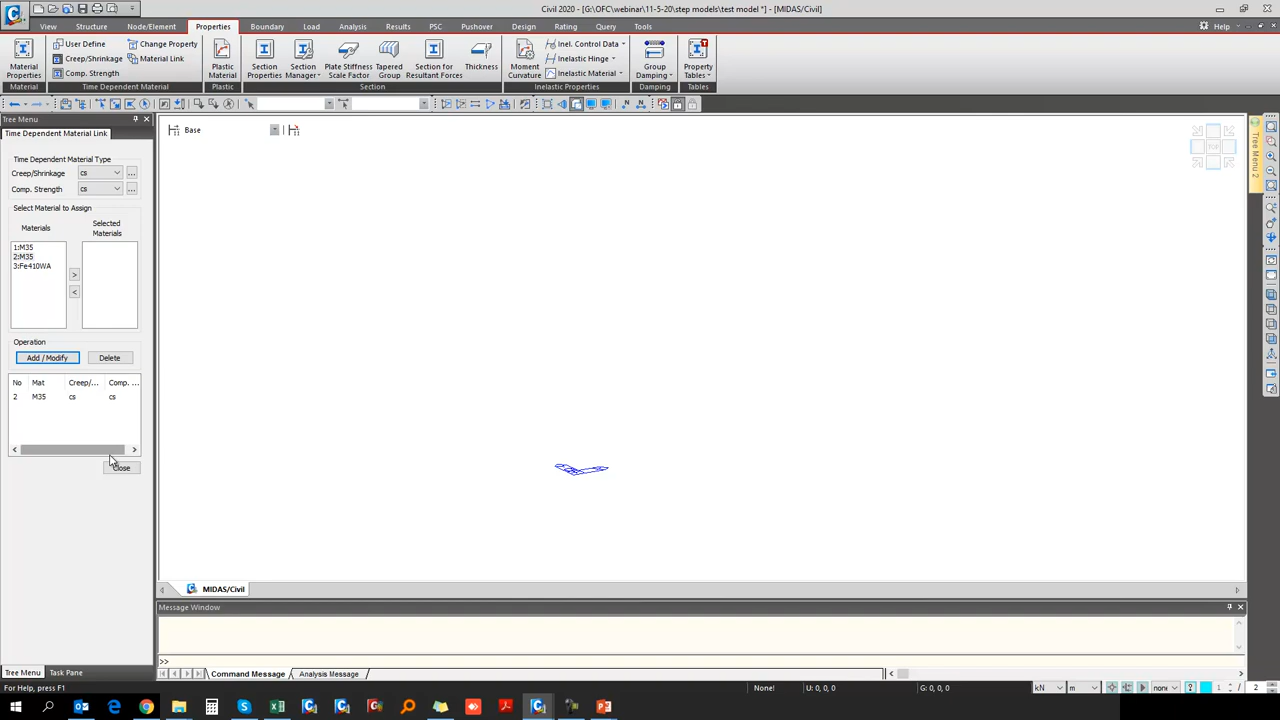 Civil 2020 - [G:\OFC\webinar\11-5-20\step models\test model *] - [MIDAS/Civil]
View Structure Node/Element Properties Boundary Load Analysis Results PSC Pushover Design Rating Query Tools Help
Material Properties
Material
User Define
Creep/Shrinkage
Comp. Strength
Change Property
Material Link
Time Dependent Material
Plastic Material
Plastic
Section Properties
Section Manager
Plate Stiffness Scale Factor
Tapered Group
Section for Resultant Forces
Thickness
Section
Moment Curvature
Inel. Control Data
Inelastic Hinge
Inelastic Material
Inelastic Properties
Group Damping
Damping
Property Tables
Tables
Tree Menu
Time Dependent Material Link
Time Dependent Material Type
Creep/Shrinkage cs ...
Comp. Strength cs ...
Select Material to Assign
Materials
Selected Materials
1:M35
2:M35
3:Fe410WA
>
<
Operation
Add / Modify Delete
No Mat Creep/... Comp. ...
2 M35 cs cs
Close
Base
TOP
Tree Menu 2
MIDAS/Civil
Message Window
>>
Tree Menu Task Pane
Command Message Analysis Message
For Help, press F1
None!
U: 0, 0, 0
G: 0, 0, 0
kN m
none ? 1 / 2